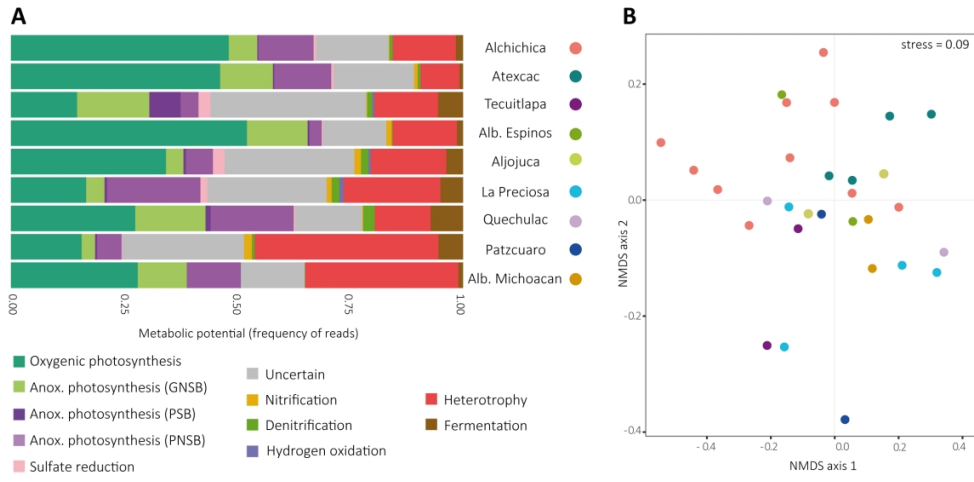 A
Alchichica
Atexcac
Tecuitlapa
Alb. Espinos
Aljojuca
La Preciosa
Quechulac
Patzcuaro
Alb. Michoacan
0.00
0.25
0.50
0.75
1.00
Metabolic potential (frequency of reads)
Oxygenic photosynthesis
Anox. photosynthesis (GNSB)
Anox. photosynthesis (PSB)
Anox. photosynthesis (PNSB)
Sulfate reduction
Uncertain
Nitrification
Denitrification
Hydrogen oxidation
Heterotrophy
Fermentation
B
stress = 0.09
NMDS axis 2
0.2
0.0
-0.2
-0.4
- 0.4
-0.2
0.0
0.2
0.4
NMDS axis 1